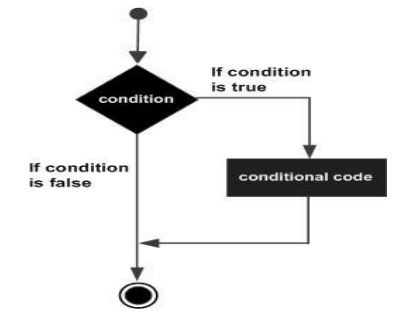 condition
If condition
is true
If condition
is false
conditional code